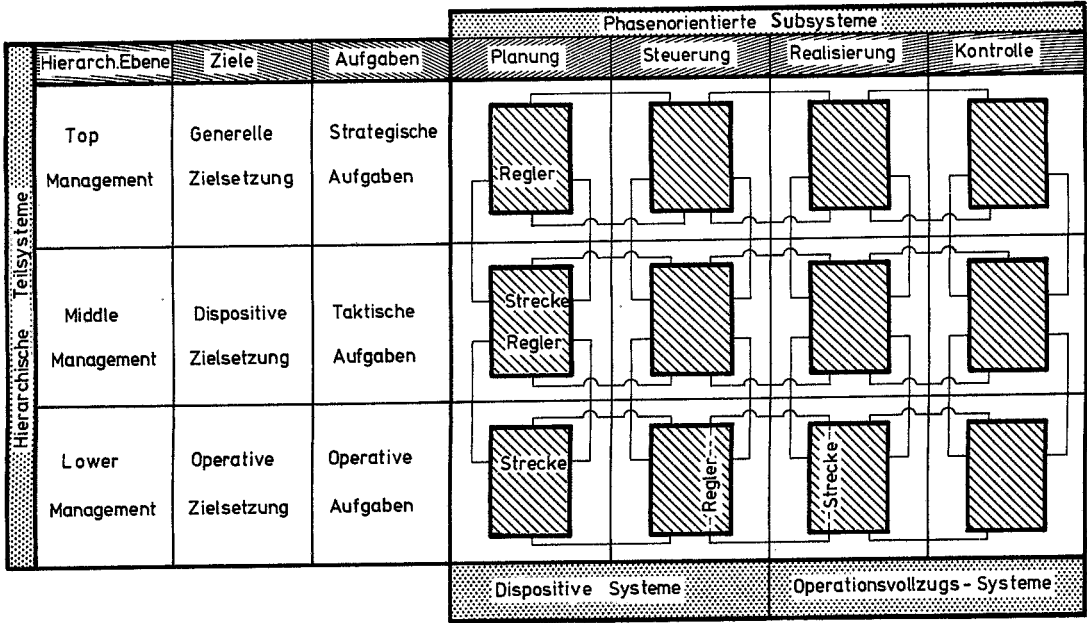 Phasenorientierte Subsysteme
Hierarch.Ebene Ziele Aufgaben Planung Steuerung Realisierung Kontrolle
Hierarchische Teilsysteme
Top Generelle Strategische
Management Zielsetzung Aufgaben
Regler
Middle Dispositive Taktische
Management Zielsetzung Aufgaben
Strecke
Regler
Lower Operative Operative
Management Zielsetzung Aufgaben
Strecke
Regler
Strecke
Dispositive Systeme Operationsvollzugs-Systeme